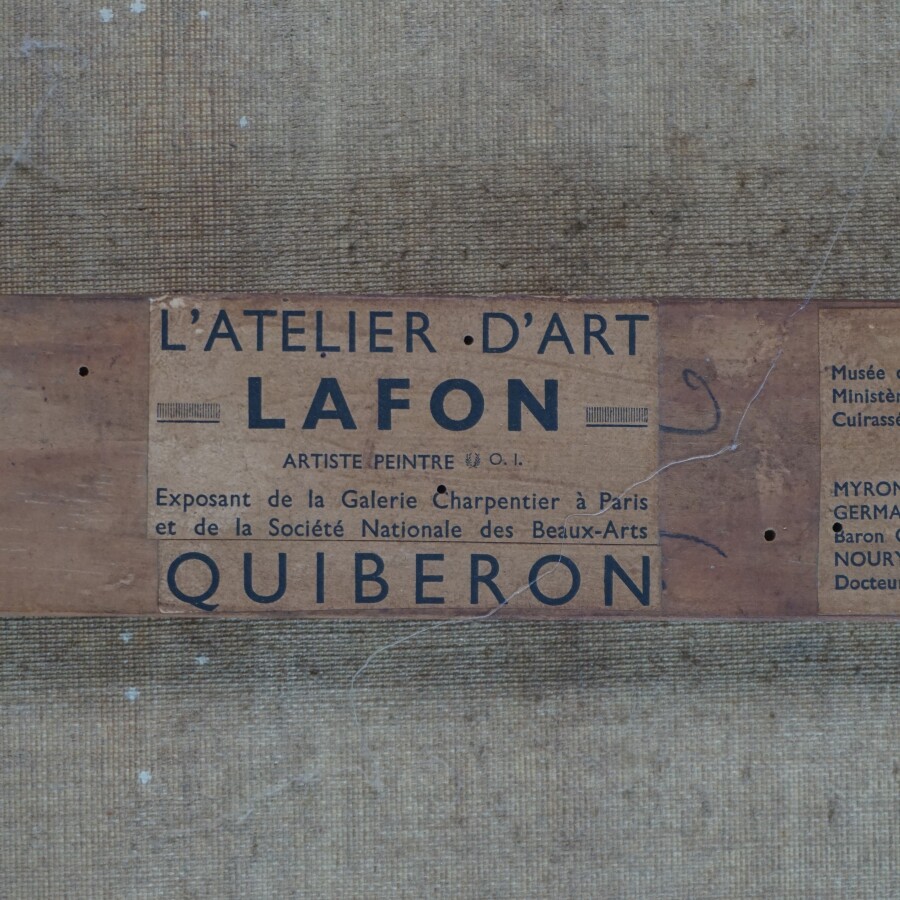 L'ATELIER D'ART
LAFON
ARTISTE PEINTRE O. I.
Exposant de la Galerie Charpentier à Paris
et de la Société Nationale des Beaux-Arts
QUIBERON
Musée
Ministèr
Cuirassé
MYRON
GERMA
Baron
NOURY
Docteur